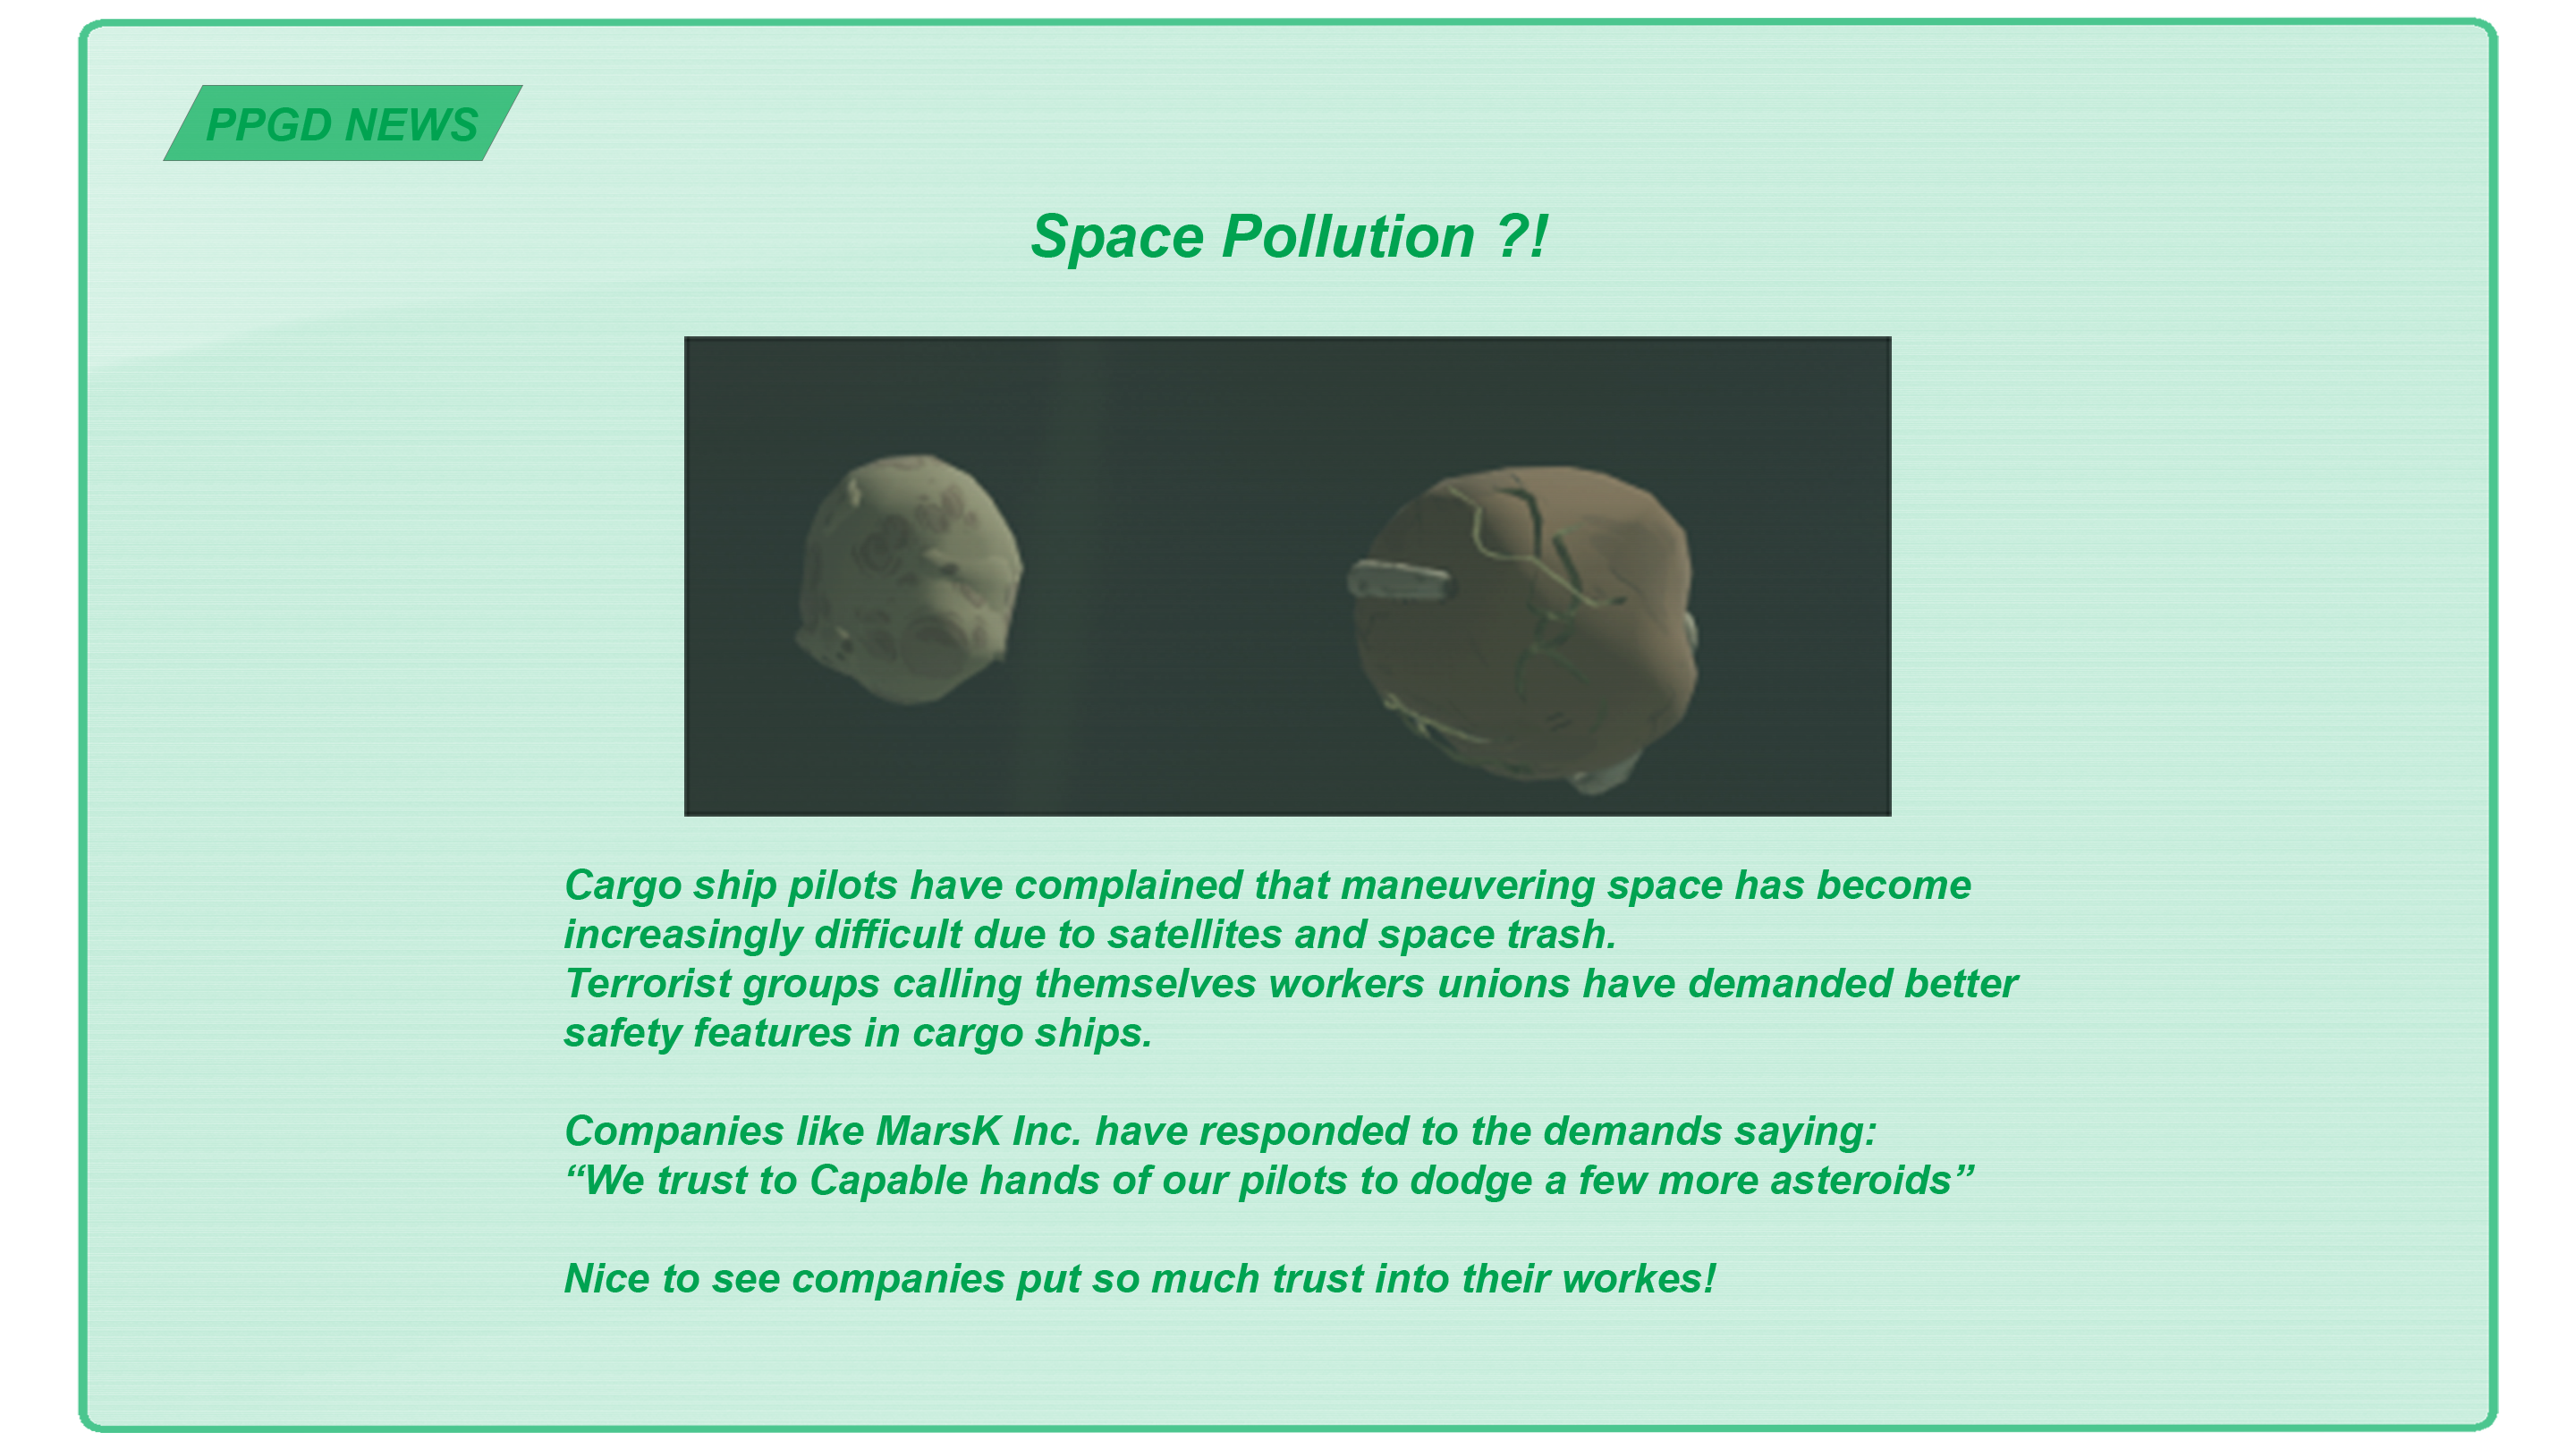 PPGD NEWS
Space Pollution ?!
Cargo ship pilots have complained that maneuvering space has become
increasingly difficult due to satellites and space trash.
Terrorist groups calling themselves workers unions have demanded better
safety features in cargo ships.
Companies like MarsK Inc. have responded to the demands saying:
“We trust to Capable hands of our pilots to dodge a few more asteroids”
Nice to see companies put so much trust into their workes!